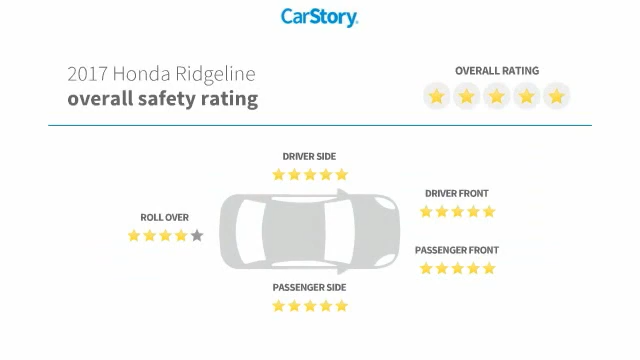 CarStory.
2017 Honda Ridgeline
overall safety rating
OVERALL RATING
DRIVER SIDE
DRIVER FRONT
ROLL OVER
PASSENGER FRONT
PASSENGER SIDE